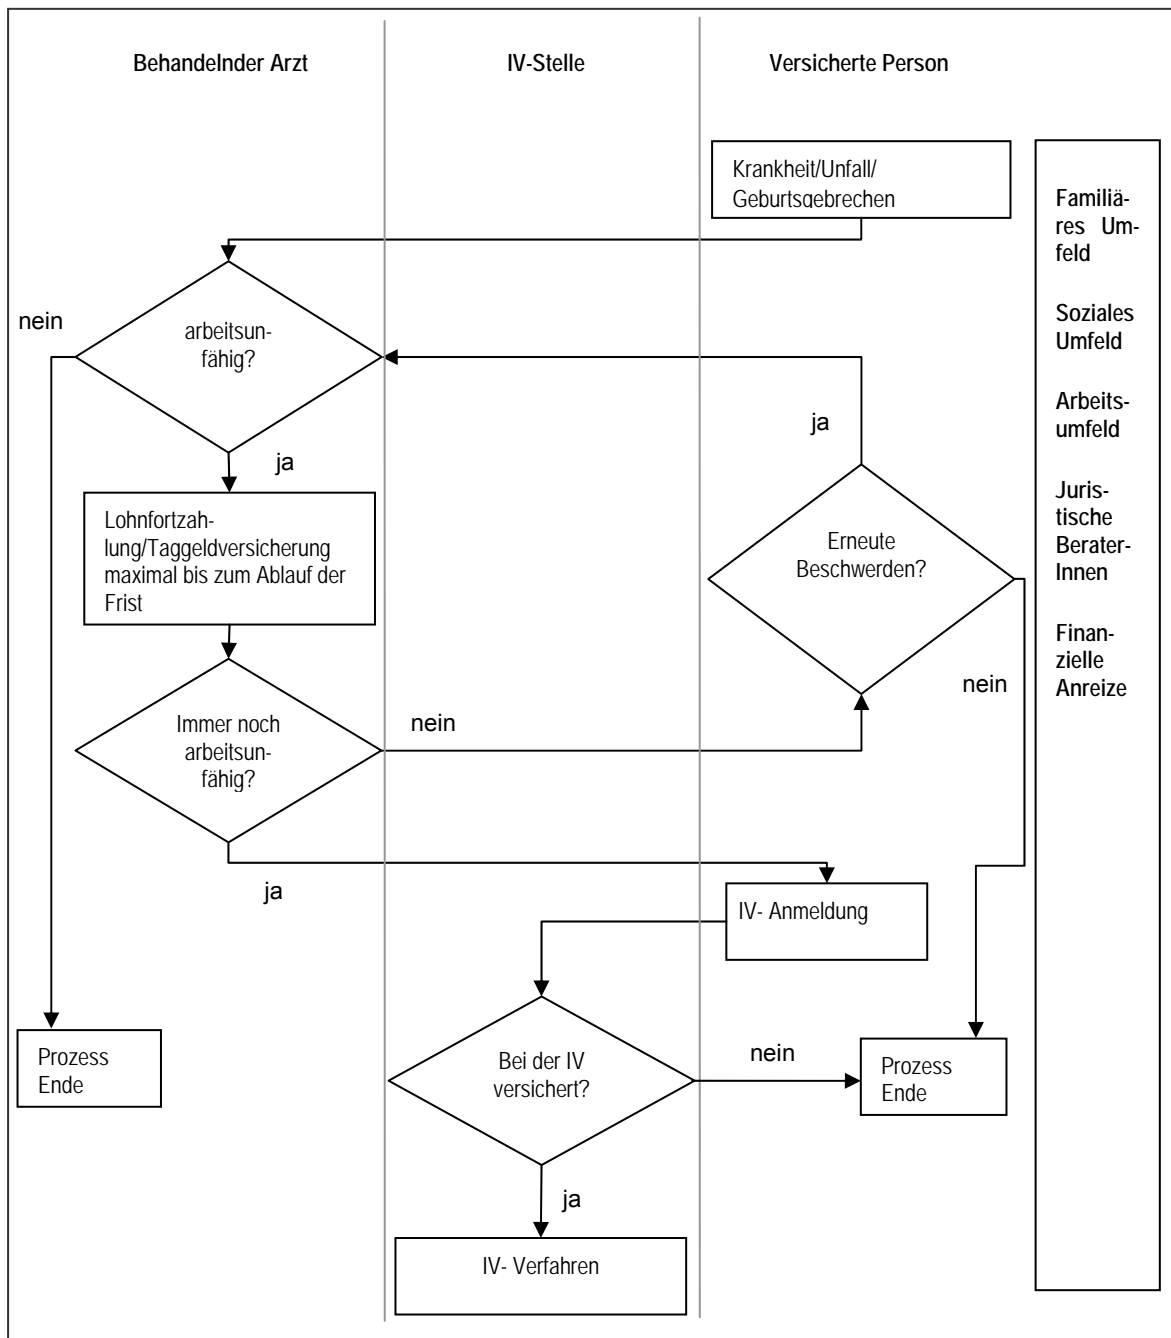 Behandelnder Arzt
IV-Stelle
Versicherte Person
Krankheit/Unfall/
Geburtsgebrechen
nein
arbeitsun-
fähig?
ja
Lohnfortzah-
lung/Taggeldversicherung
maximal bis zum Ablauf der
Frist
ja
Erneute
Beschwerden?
nein
Immer noch
arbeitsun-
fähig?
nein
ja
IV- Anmeldung
Prozess
Ende
Bei der IV
versichert?
nein
Prozess
Ende
ja
IV- Verfahren
Familiä-
res Um-
feld
Soziales
Umfeld
Arbeits-
umfeld
Juris-
tische
Berater-
Innen
Finan-
zielle
Anreize